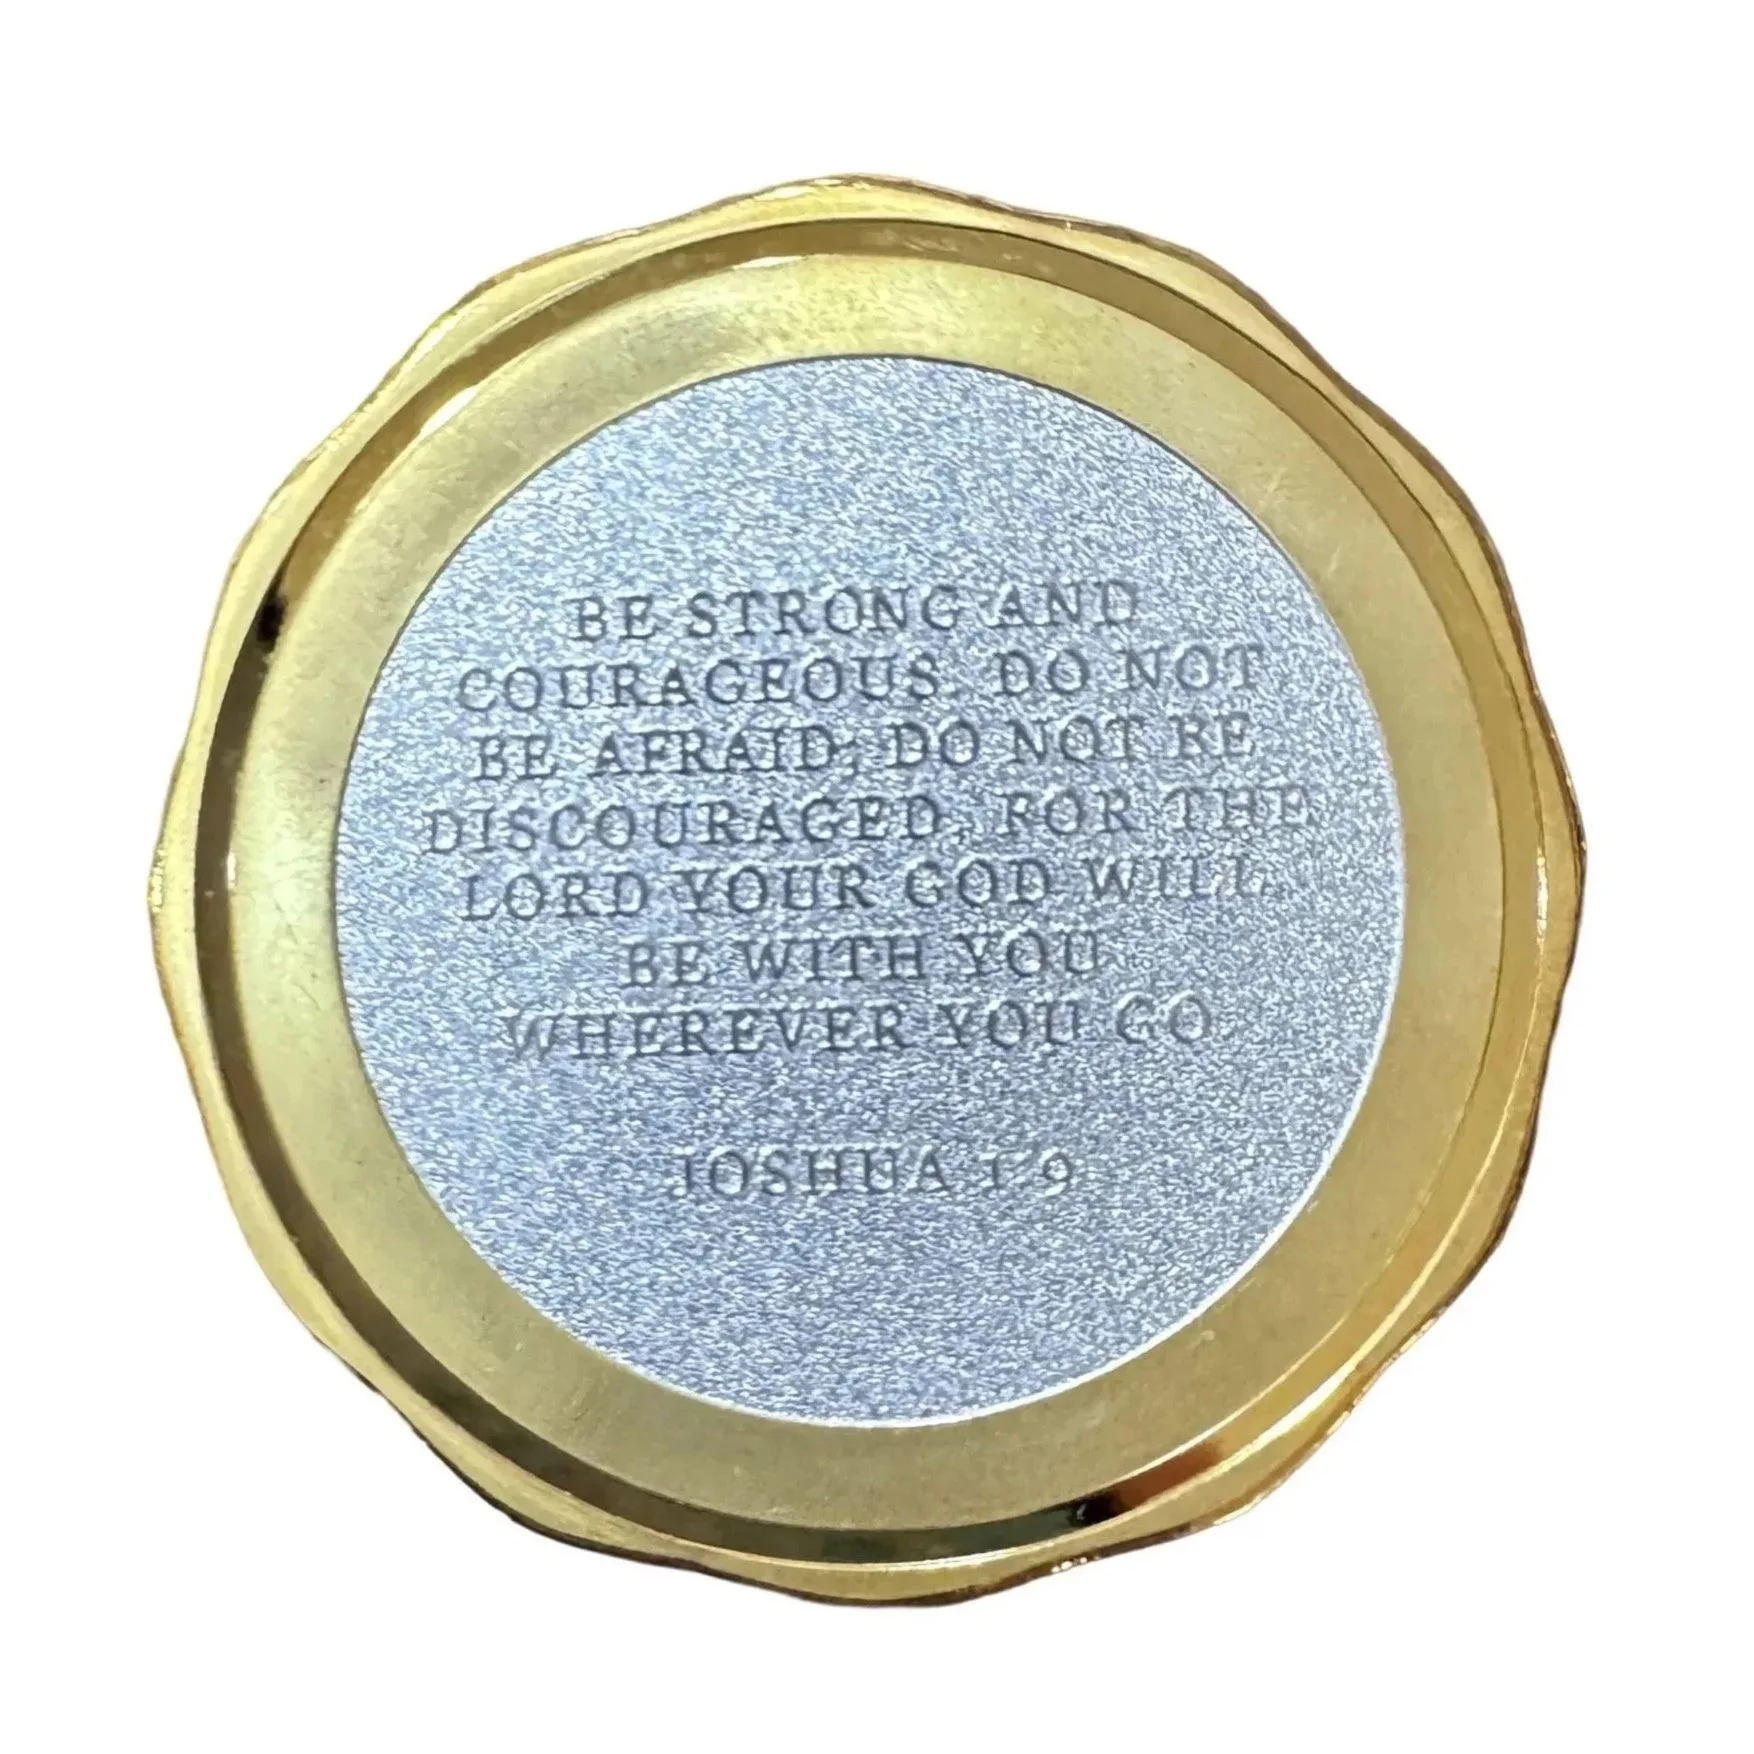 BE STRONG AND
COURAGEOUS. DO NOT
BE AFRAID; DO NOT BE
DISCOURAGED, FOR THE
LORD YOUR GOD WILL
BE WITH YOU
WHEREVER YOU GO
JOSHUA 1:9